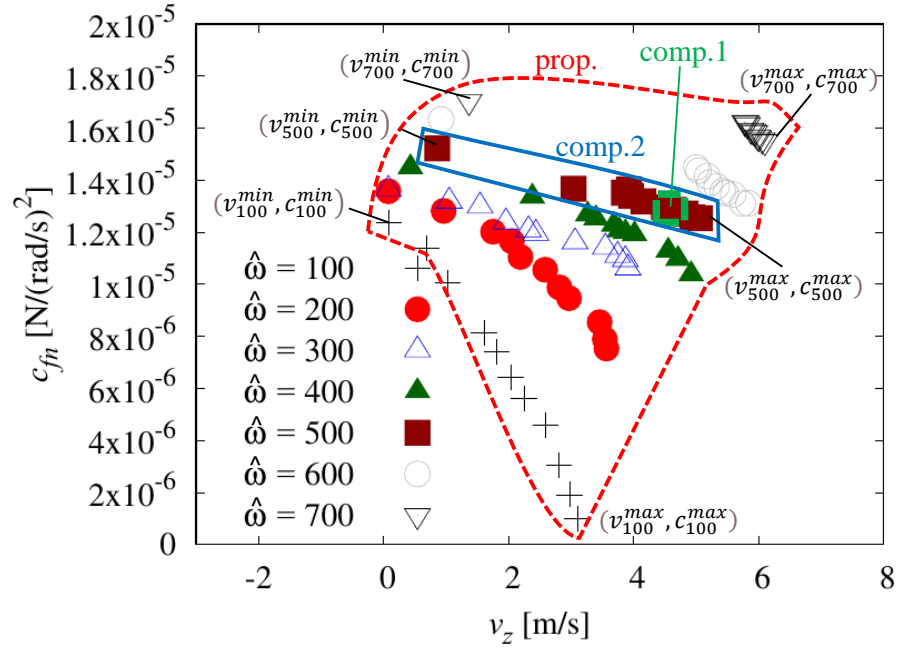 2x10⁻⁵
1.8x10⁻⁵
1.6x10⁻⁵
1.4x10⁻⁵
1.2x10⁻⁵
1x10⁻⁵
8x10⁻⁶
6x10⁻⁶
4x10⁻⁶
2x10⁻⁶
0
c_fn [N/(rad/s)²]
(v_700^min, c_700^min)
prop.
comp.1
(v_700^max, c_700^max)
(v_500^min, c_500^min)
comp.2
(v_100^min, c_100^min)
(v_500^max, c_500^max)
(v_100^max, c_100^max)
ω̂ = 100
ω̂ = 200
ω̂ = 300
ω̂ = 400
ω̂ = 500
ω̂ = 600
ω̂ = 700
-2 0 2 4 6 8
v_z [m/s]